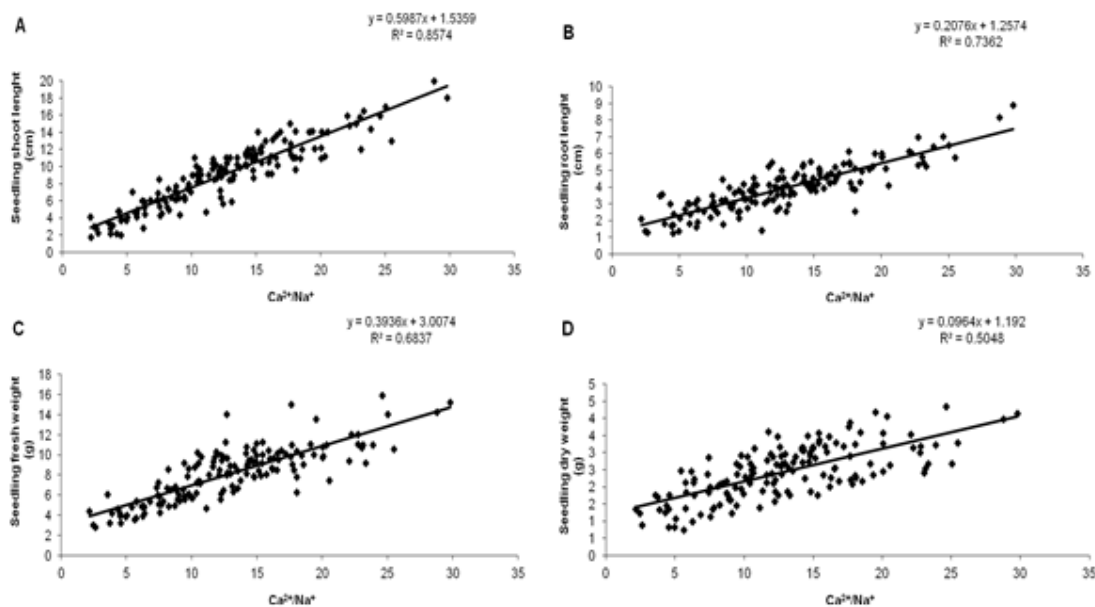 A
y = 0.5987x + 1.5359
R² = 0.8574
Seedling shoot lenght
(cm)
20
18
16
14
12
10
8
6
4
2
0
0 5 10 15 20 25 30 35
Ca²⁺/Na⁺
B
y = 0.2076x + 1.2574
R² = 0.7362
Seedling root lenght
(cm)
10
9
8
7
6
5
4
3
2
1
0
0 5 10 15 20 25 30 35
Ca²⁺/Na⁺
C
y = 0.3936x + 3.0074
R² = 0.6837
Seedling fresh weight
(g)
18
16
14
12
10
8
6
4
2
0
0 5 10 15 20 25 30 35
Ca²⁺/Na⁺
D
y = 0.0964x + 1.192
R² = 0.5048
Seedling dry weight
(g)
5
5
4
4
3
3
2
2
1
1
0
0 5 10 15 20 25 30 35
Ca²⁺/Na⁺